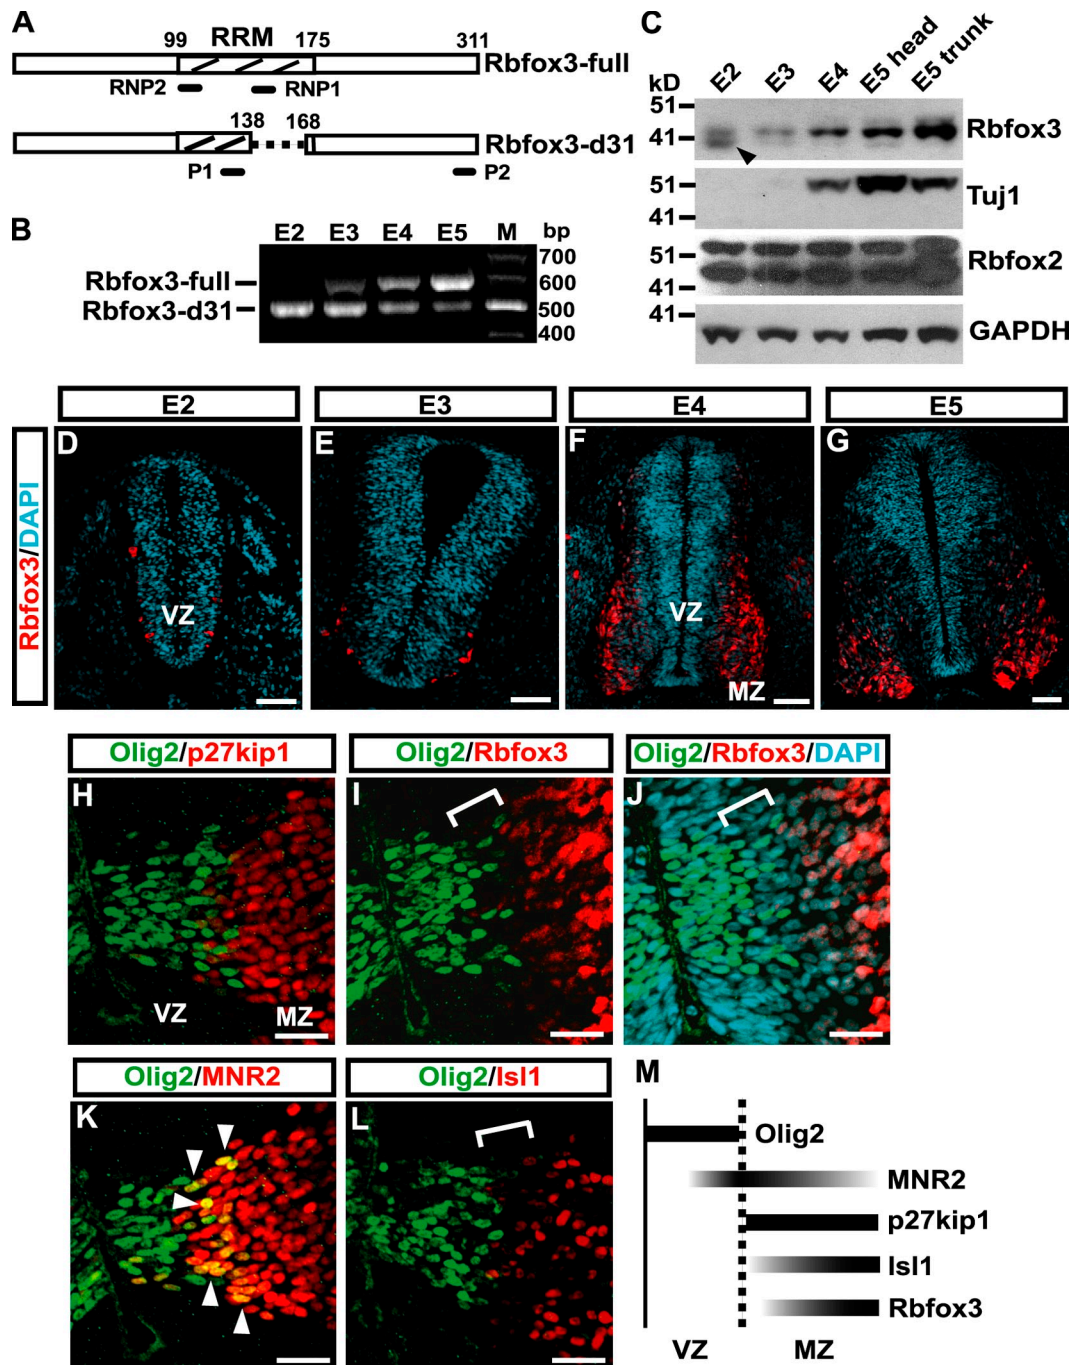 A
99 RRM 175 311
Rbfox3-full
RNP2 RNP1
138 168
Rbfox3-d31
P1 P2
B
E2 E3 E4 E5 M bp
700
Rbfox3-full 600
Rbfox3-d31 500
400
C
kD E2 E3 E4 E5 head E5 trunk
51
41
Rbfox3
51
41
Tuj1
51
41
Rbfox2
41
GAPDH
E2 E3 E4 E5
Rbfox3/DAPI
D E F G
VZ VZ
MZ
Olig2/p27kip1 Olig2/Rbfox3 Olig2/Rbfox3/DAPI
H I J
VZ MZ
Olig2/MNR2 Olig2/Isl1
K L M
Olig2
MNR2
p27kip1
Isl1
Rbfox3
VZ MZ